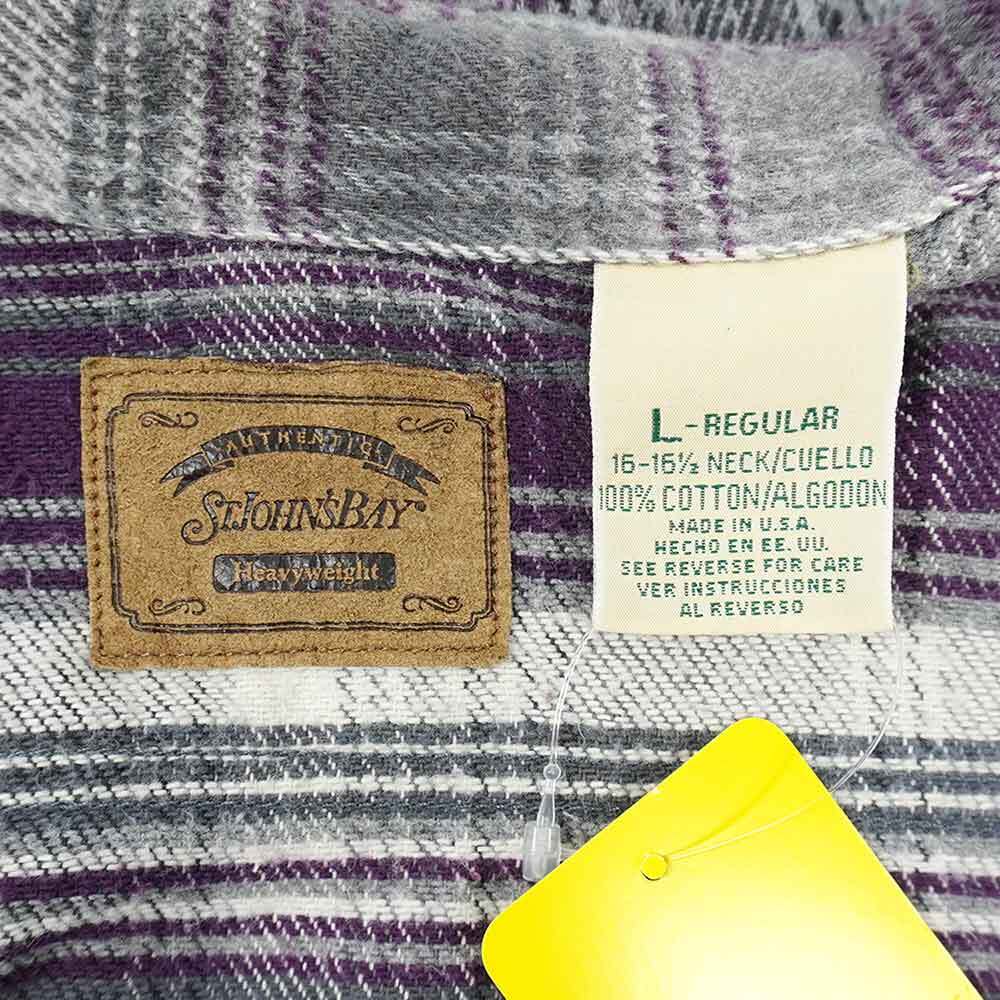 AUTHENTIC
ST. JOHN'S BAY
Heavyweight
L-REGULAR
16-16½ NECK/CUELLO
100% COTTON/ALGODON
MADE IN U.S.A.
HECHO EN EE. UU.
SEE REVERSE FOR CARE
VER INSTRUCCIONES
AL REVERSO